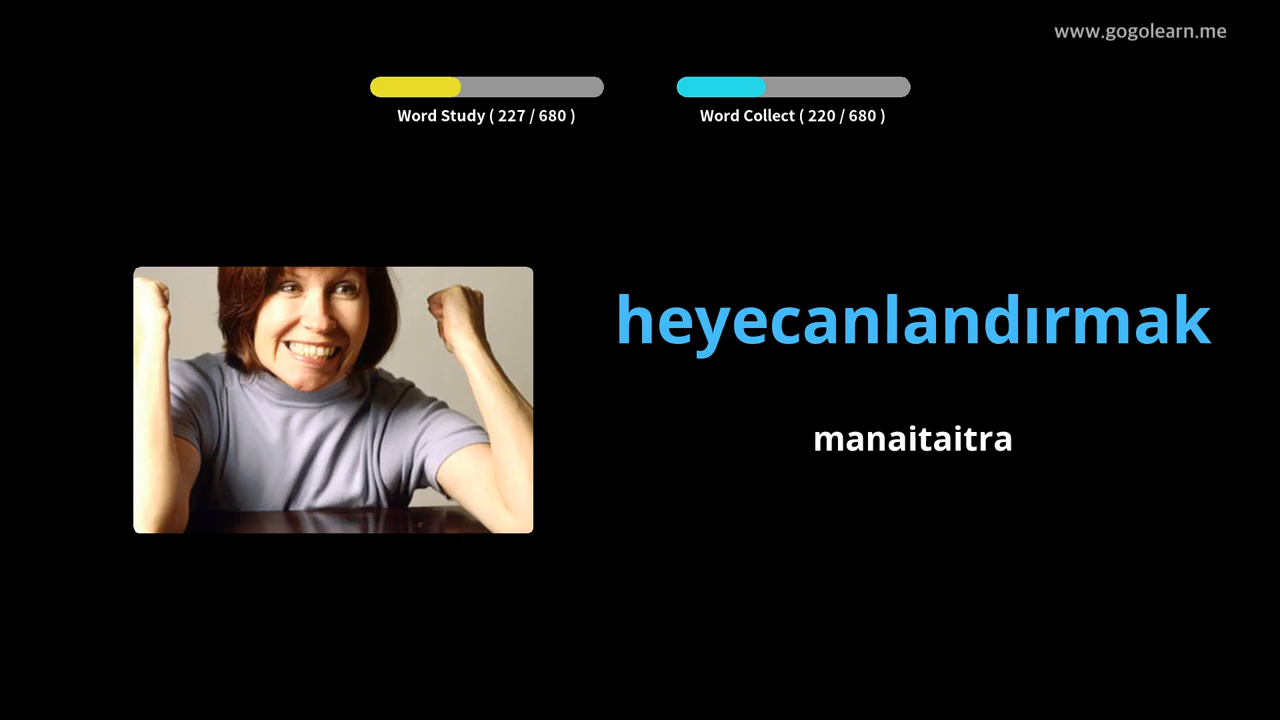 www.gogolearn.me
Word Study ( 227 / 680 )
Word Collect ( 220 / 680 )
heyecanlandırmak
manaitaitra